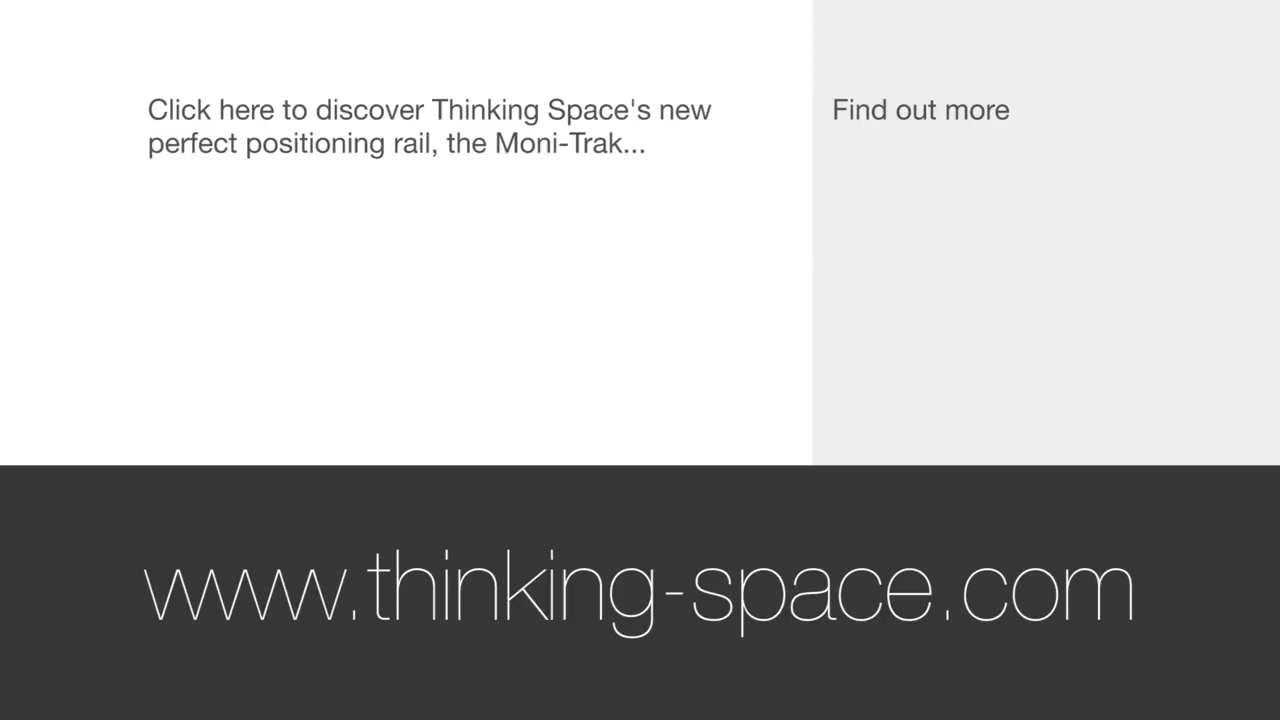 Click here to discover Thinking Space's new
perfect positioning rail, the Moni-Trak...
Find out more
www.thinking-space.com